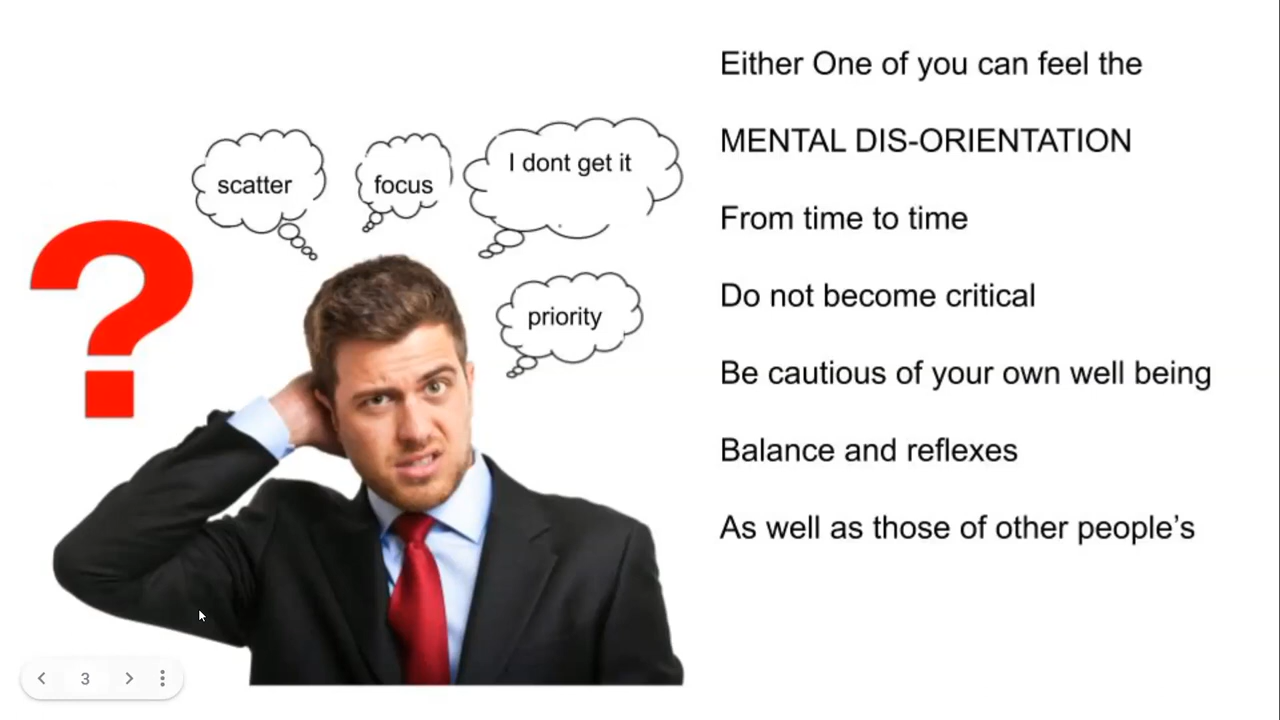 scatter
focus
I dont get it
priority
?
Either One of you can feel the
MENTAL DIS-ORIENTATION
From time to time
Do not become critical
Be cautious of your own well being
Balance and reflexes
As well as those of other people’s
3